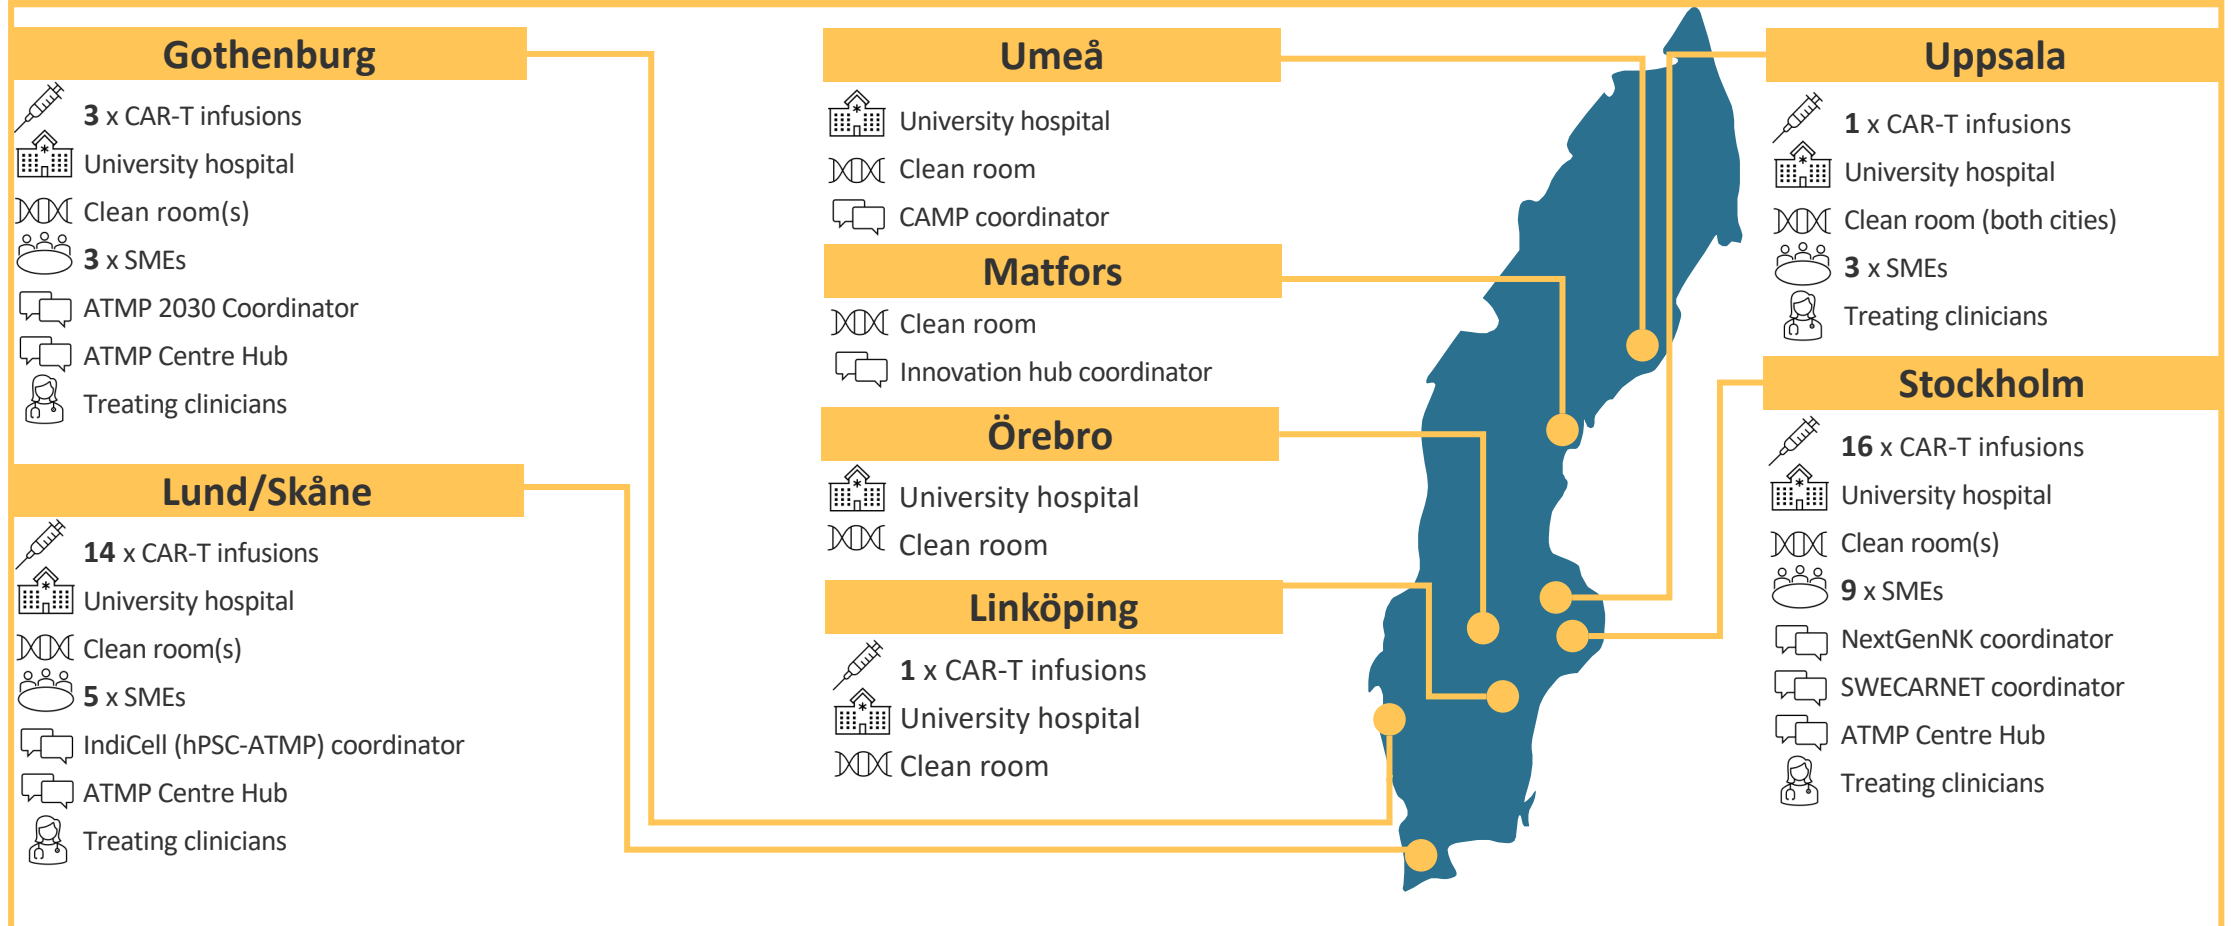 Gothenburg
3 x CAR-T infusions
University hospital
Clean room(s)
3 x SMEs
ATMP 2030 Coordinator
ATMP Centre Hub
Treating clinicians
Lund/Skåne
14 x CAR-T infusions
University hospital
Clean room(s)
5 x SMEs
IndiCell (hPSC-ATMP) coordinator
ATMP Centre Hub
Treating clinicians
Umeå
University hospital
Clean room
CAMP coordinator
Matfors
Clean room
Innovation hub coordinator
Örebro
University hospital
Clean room
Linköping
1 x CAR-T infusions
University hospital
Clean room
Uppsala
1 x CAR-T infusions
University hospital
Clean room (both cities)
3 x SMEs
Treating clinicians
Stockholm
16 x CAR-T infusions
University hospital
Clean room(s)
9 x SMEs
NextGenNK coordinator
SWECARNET coordinator
ATMP Centre Hub
Treating clinicians